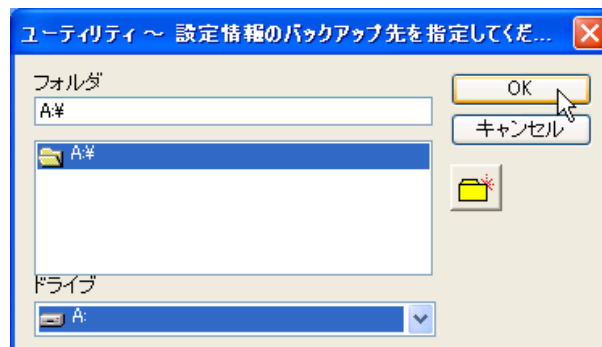 ユーティリティ ～ 設定情報のバックアップ先を指定してくだ...
フォルダ
A:¥
OK
キャンセル
A:¥
ドライブ
A: